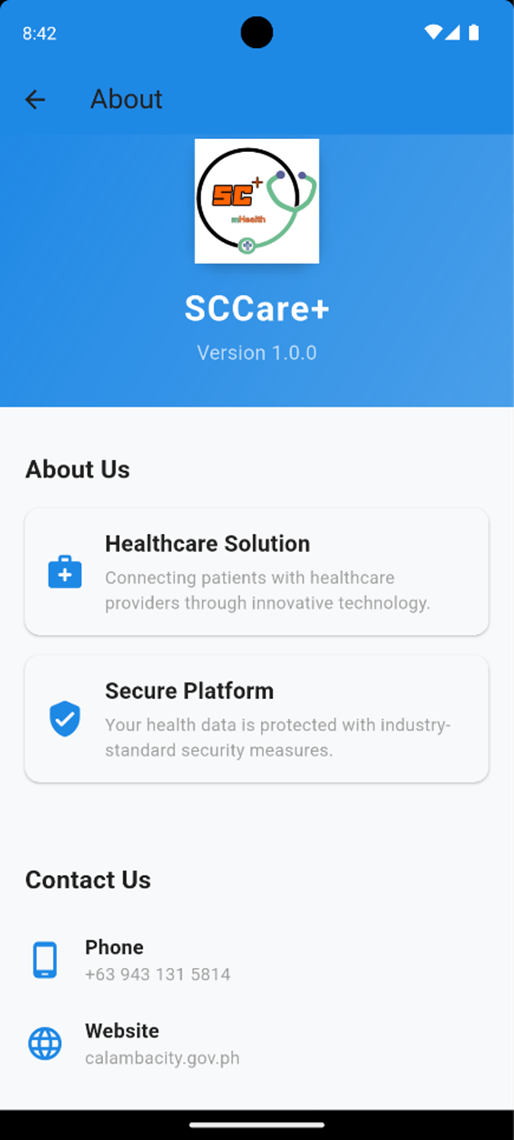 8:42
About
SC+
mHealth
SCCare+
Version 1.0.0
About Us
Healthcare Solution
Connecting patients with healthcare
providers through innovative technology.
Secure Platform
Your health data is protected with industry-
standard security measures.
Contact Us
Phone
+63 943 131 5814
Website
calambacity.gov.ph